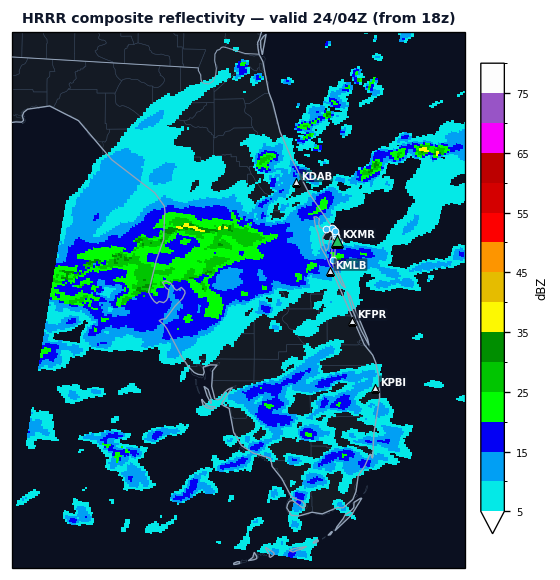 HRRR composite reflectivity — valid 24/04Z (from 18z)
75
65
55
45
35
25
15
5
dBZ
KDAB
KXMR
KMLB
KFPR
KPBI